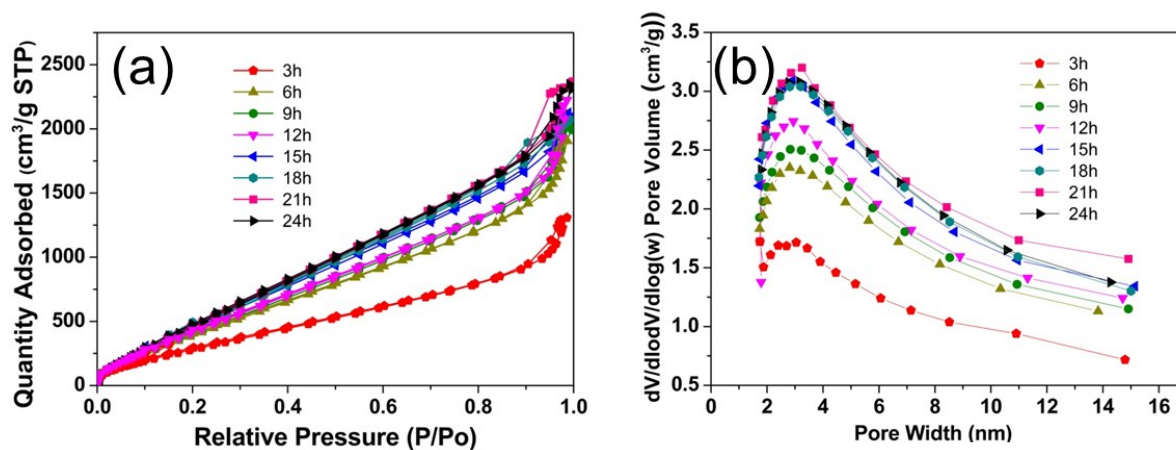 (a)
Quantity Adsorbed (cm³/g STP)
2500
2000
1500
1000
500
0
3h
6h
9h
12h
15h
18h
21h
24h
0.0 0.2 0.4 0.6 0.8 1.0
Relative Pressure (P/Po)
(b)
dV/dlodV/dlog(w) Pore Volume (cm³/g))
3.5
3.0
2.5
2.0
1.5
1.0
0.5
3h
6h
9h
12h
15h
18h
21h
24h
0 2 4 6 8 10 12 14 16
Pore Width (nm)